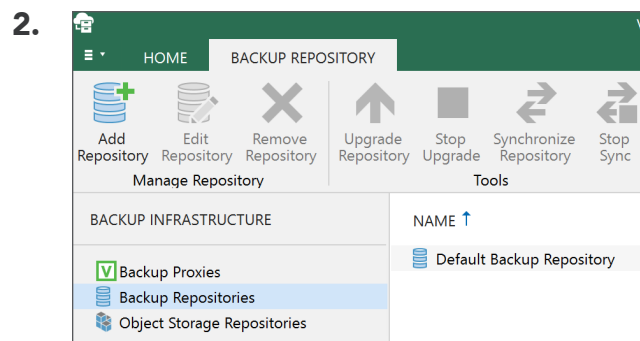 2.
V
HOME BACKUP REPOSITORY
Add Repository
Edit Repository
Remove Repository
Upgrade Repository
Stop Upgrade
Synchronize Repository
Stop Sync
Manage Repository
Tools
BACKUP INFRASTRUCTURE
NAME
Backup Proxies
Backup Repositories
Object Storage Repositories
Default Backup Repository